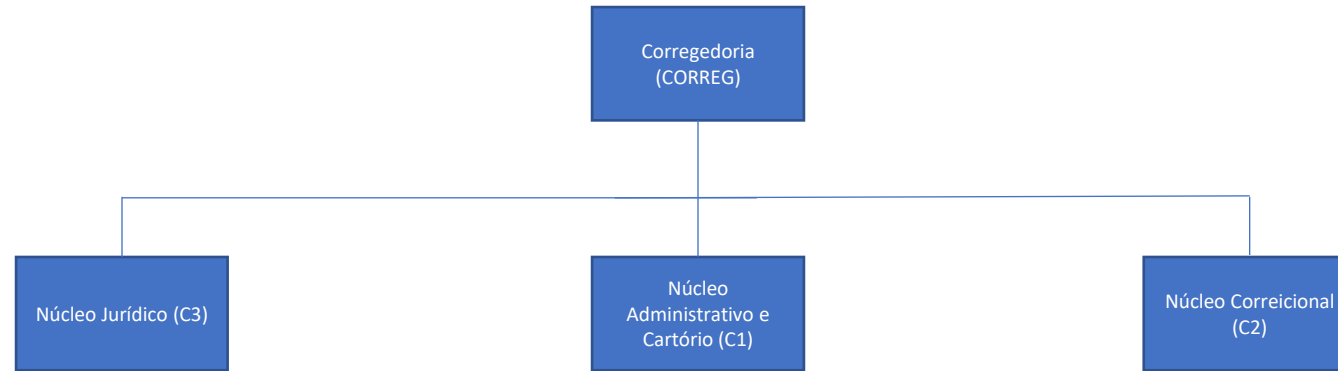 Corregedoria
(CORREG)
Núcleo Jurídico (C3)
Núcleo
Administrativo e
Cartório (C1)
Núcleo Correicional
(C2)